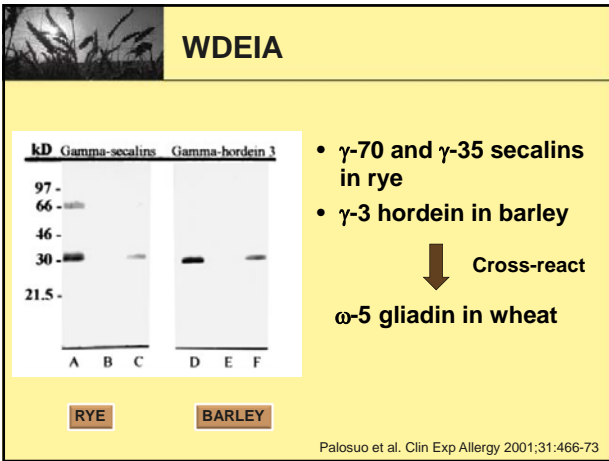 WDEIA
kD Gamma-secalins Gamma-hordein 3
97 -
66 -
46 -
30 -
21.5 -
A B C D E F
RYE BARLEY
• γ-70 and γ-35 secalins
in rye
• γ-3 hordein in barley
Cross-react
ω-5 gliadin in wheat
Palosuo et al. Clin Exp Allergy 2001;31:466-73